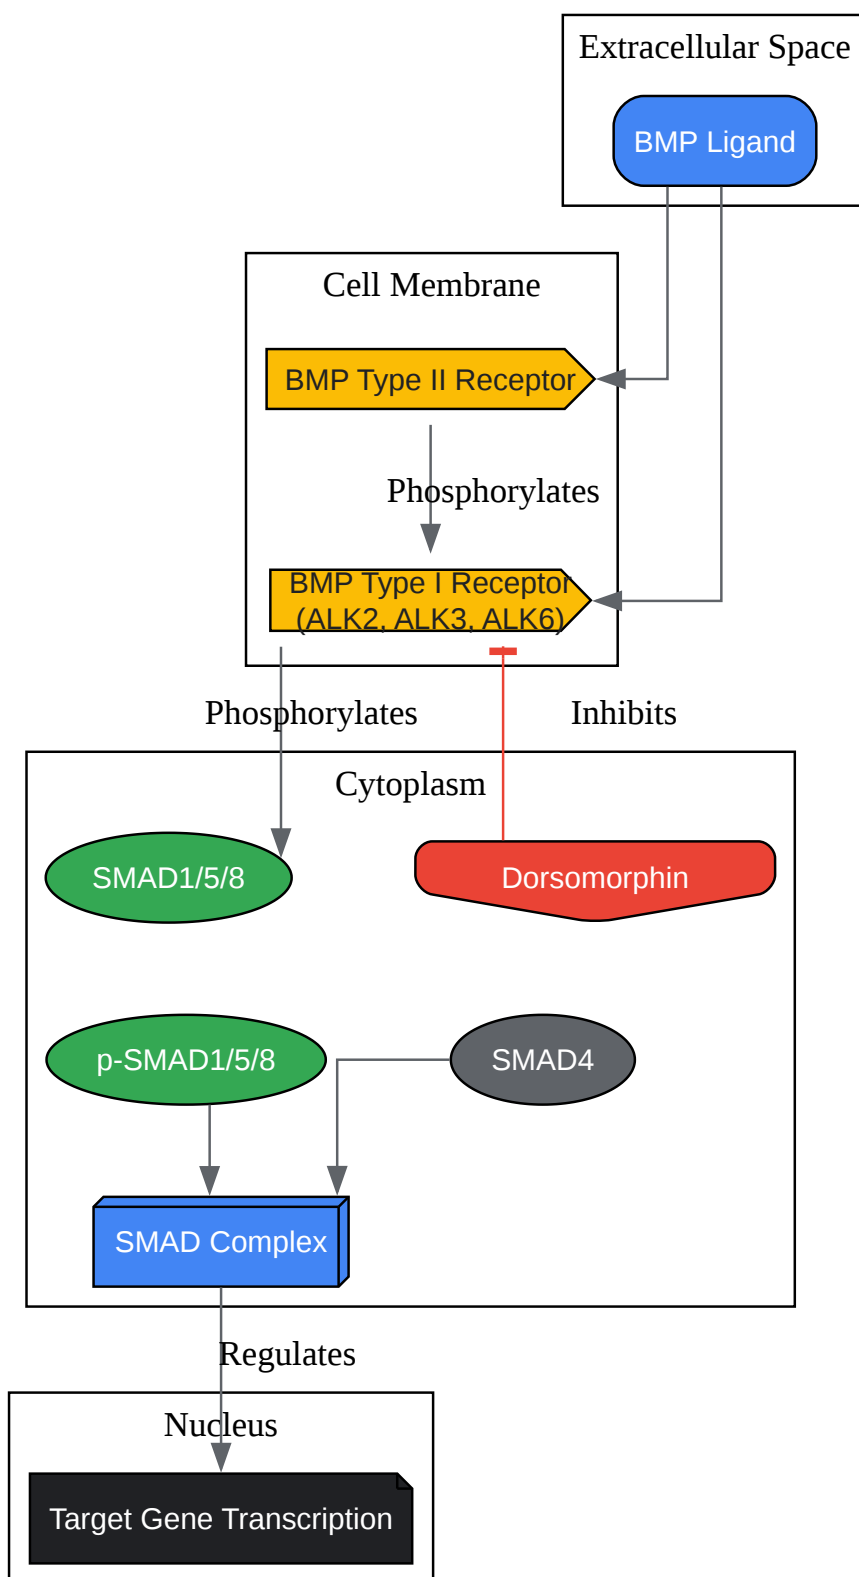 Extracellular Space
BMP Ligand
Cell Membrane
BMP Type II Receptor
Phosphorylates
BMP Type I Receptor
(ALK2, ALK3, ALK6)
Phosphorylates
Inhibits
Cytoplasm
SMAD1/5/8
Dorsomorphin
p-SMAD1/5/8
SMAD4
SMAD Complex
Regulates
Nucleus
Target Gene Transcription